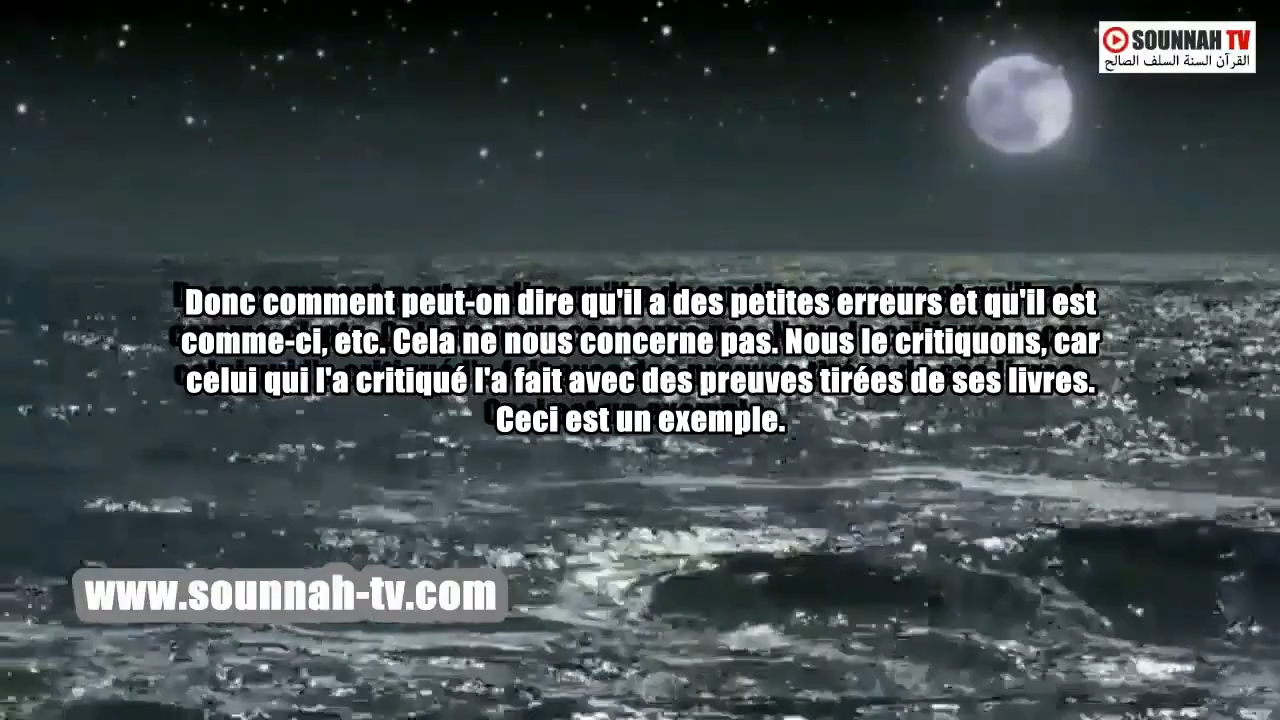 SOUNNAH TV
القرآن السنة السلف الصالح
Donc comment peut-on dire qu'il a des petites erreurs et qu'il est
comme-ci, etc. Cela ne nous concerne pas. Nous le critiquons, car
celui qui l'a critiqué l'a fait avec des preuves tirées de ses livres.
Ceci est un exemple.
www.sounnah-tv.com